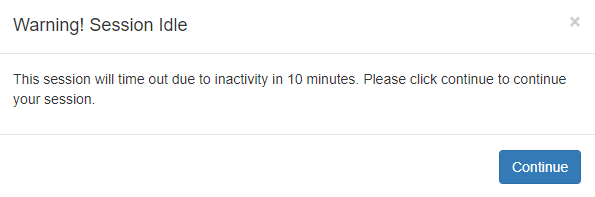 Warning! Session Idle
×
This session will time out due to inactivity in 10 minutes. Please click continue to continue
your session.
Continue